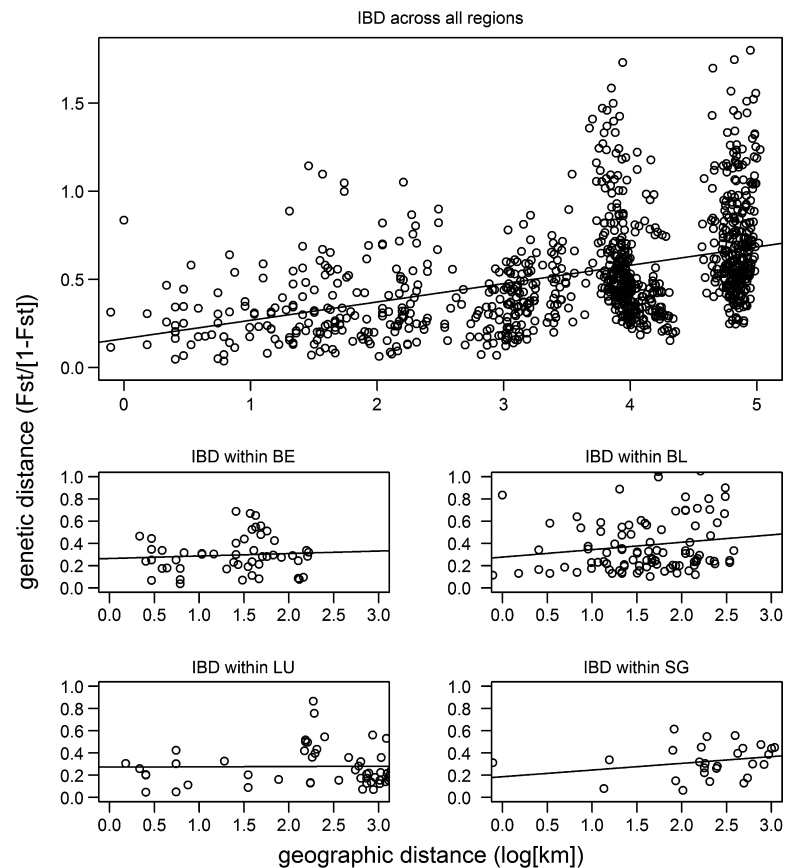 IBD across all regions
1.5
1.0
0.5
0.0
0 1 2 3 4 5
genetic distance (Fst/[1-Fst])
IBD within BE
1.0
0.8
0.6
0.4
0.2
0.0
0.0 0.5 1.0 1.5 2.0 2.5 3.0
IBD within BL
1.0
0.8
0.6
0.4
0.2
0.0
0.0 0.5 1.0 1.5 2.0 2.5 3.0
IBD within LU
1.0
0.8
0.6
0.4
0.2
0.0
0.0 0.5 1.0 1.5 2.0 2.5 3.0
IBD within SG
1.0
0.8
0.6
0.4
0.2
0.0
0.0 0.5 1.0 1.5 2.0 2.5 3.0
geographic distance (log[km])